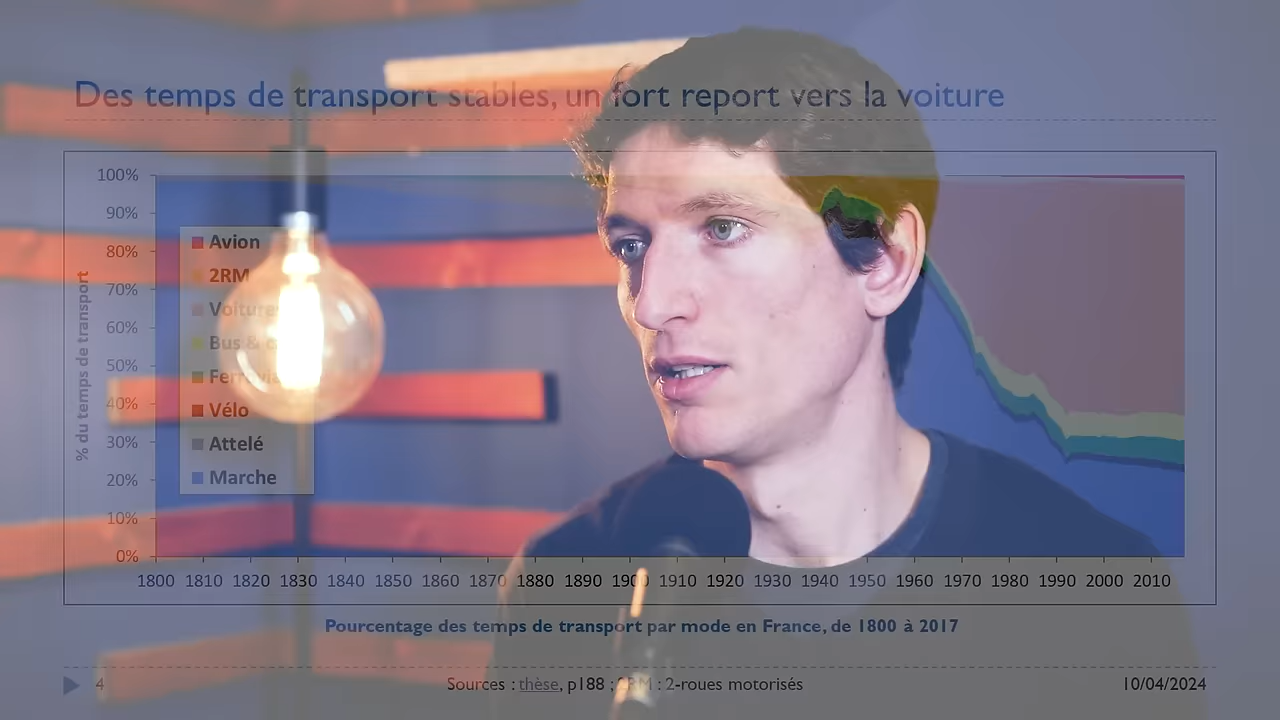 Des temps de transport stables, un fort report vers la voiture
100%
90%
80%
70%
60%
50%
40%
30%
20%
10%
0%
% du temps de transport
Avion
2RM
Voiture
Bus &
Vélo
Attelé
Marche
1800 1810 1820 1830 1840 1850 1860 1870 1880 1890 1900 1910 1920 1930 1940 1950 1960 1970 1980 1990 2000 2010
Pourcentage des temps de transport par mode en France, de 1800 à 2017
4
Sources : thèse, p188 ; 2RM : 2-roues motorisés
10/04/2024